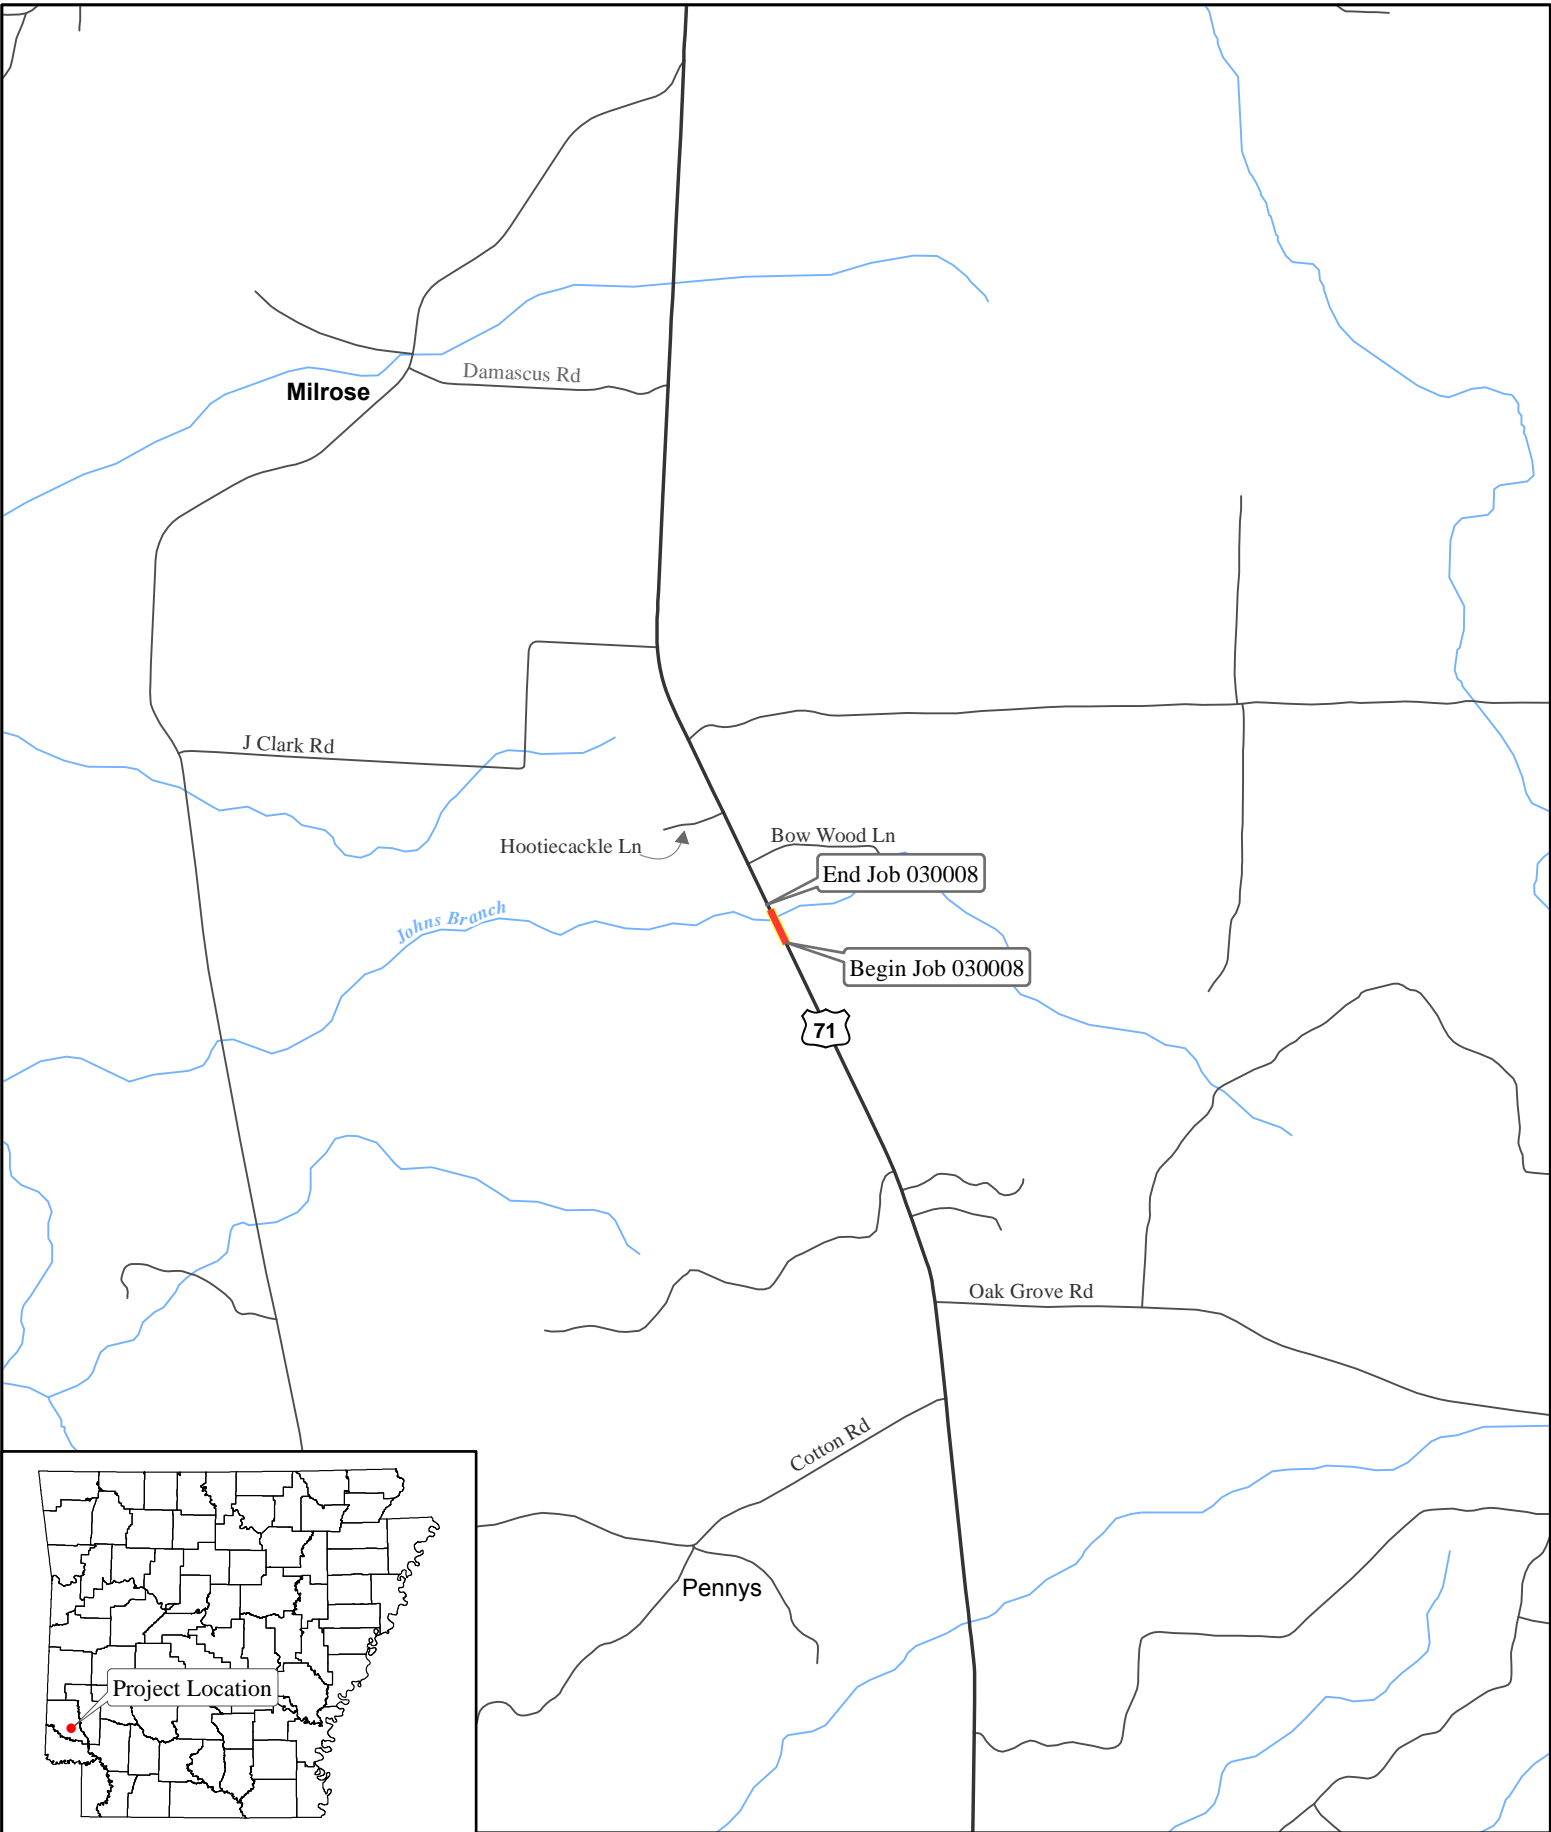 Damascus Rd
Milrose
J Clark Rd
Bow Wood Ln
Hootiecackle Ln
End Job 030008
Johns Branch
Begin Job 030008
71
Oak Grove Rd
Cotton Rd
Pennys
Project Location